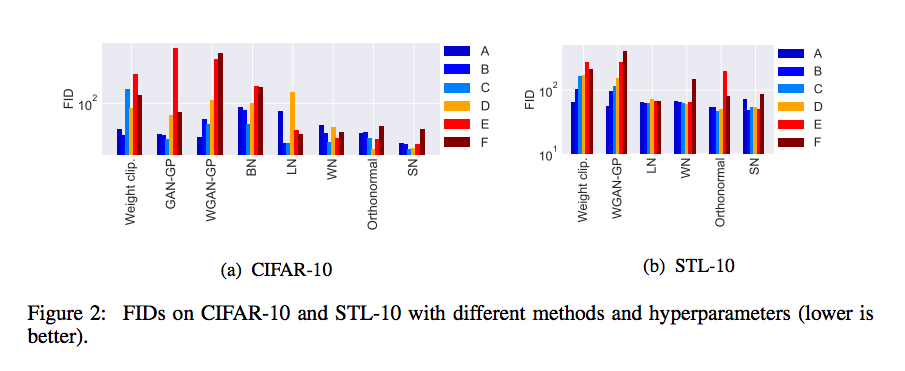 FID
10²
Weight clip.
GAN-GP
WGAN-GP
BN
LN
WN
Orthonormal
SN
A
B
C
D
E
F
(a) CIFAR-10
FID
10²
10¹
Weight clip.
WGAN-GP
LN
WN
Orthonormal
SN
A
B
C
D
E
F
(b) STL-10
Figure 2: FIDs on CIFAR-10 and STL-10 with different methods and hyperparameters (lower is
better).